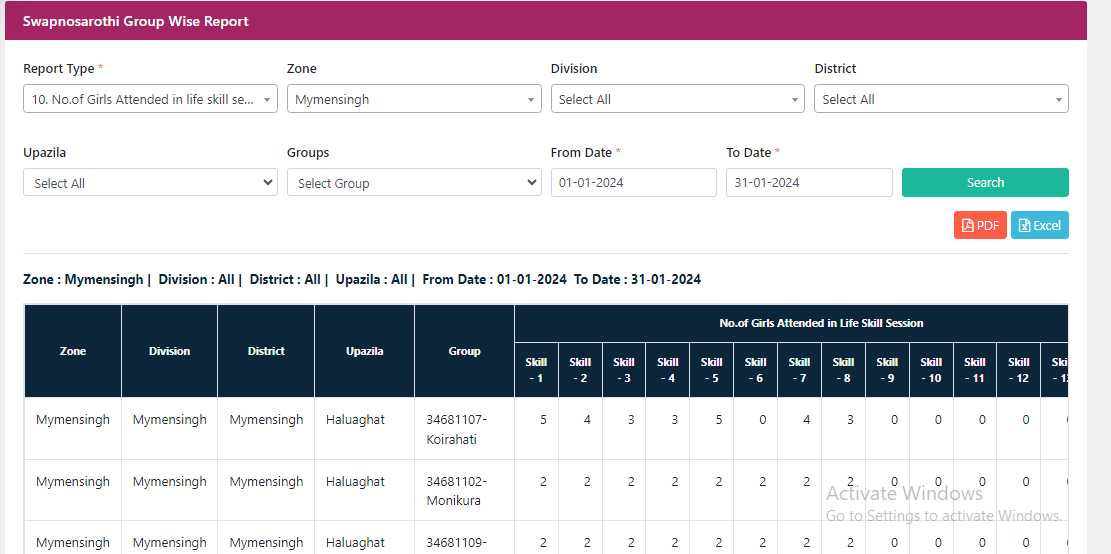 Swapnosarothi Group Wise Report
Report Type * Zone Division District
10. No.of Girls Attended in life skill se... Mymensingh Select All Select All
Upazila Groups From Date * To Date *
Select All Select Group 01-01-2024 31-01-2024 Search
PDF Excel
Zone : Mymensingh | Division : All | District : All | Upazila : All | From Date : 01-01-2024 To Date : 31-01-2024
No.of Girls Attended in Life Skill Session
Zone Division District Upazila Group
Skill - 1 Skill - 2 Skill - 3 Skill - 4 Skill - 5 Skill - 6 Skill - 7 Skill - 8 Skill - 9 Skill - 10 Skill - 11 Skill - 12
Mymensingh Mymensingh Mymensingh Haluaghat 34681107- 5 4 3 3 5 0 4 3 0 0 0 0
Koirahati
Mymensingh Mymensingh Mymensingh Haluaghat 34681102- 2 2 2 2 2 2 2 2 0 0 0 0
Monikura
Activate Windows
Go to Settings to activate Windows.
Mymensingh Mymensingh Mymensingh Haluaghat 34681109- 2 2 2 2 2 2 2 2 0 0 0 0